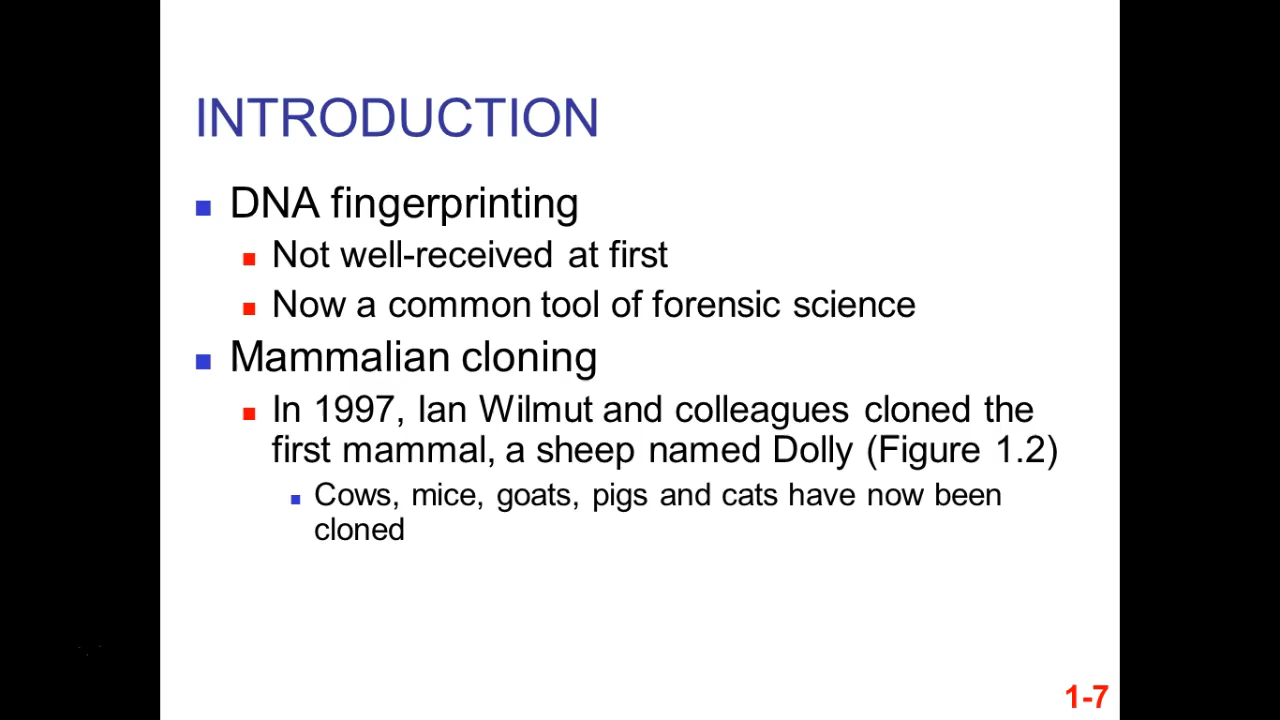 INTRODUCTION
DNA fingerprinting
Not well-received at first
Now a common tool of forensic science
Mammalian cloning
In 1997, Ian Wilmut and colleagues cloned the
first mammal, a sheep named Dolly (Figure 1.2)
Cows, mice, goats, pigs and cats have now been
cloned
1-7